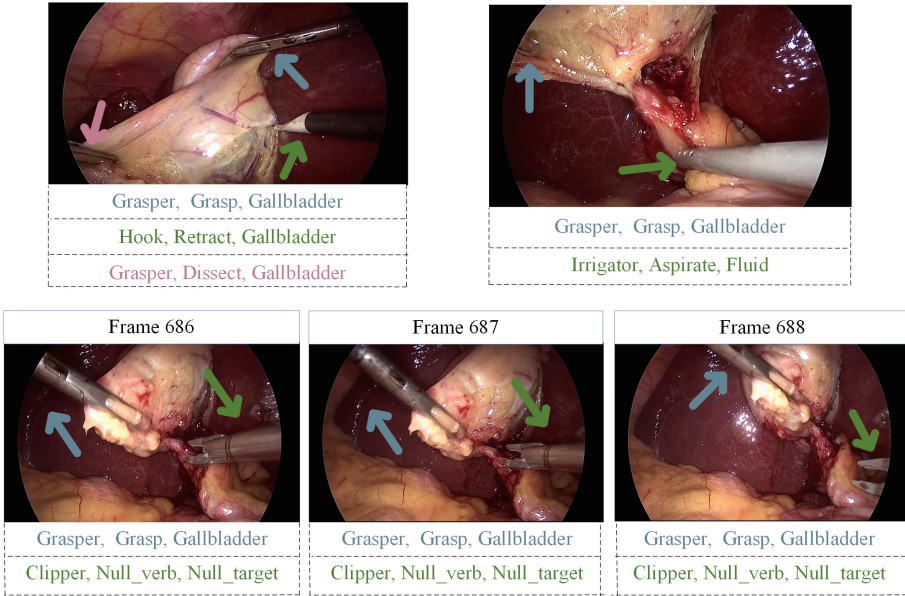 Grasper, Grasp, Gallbladder
Hook, Retract, Gallbladder
Grasper, Dissect, Gallbladder
Grasper, Grasp, Gallbladder
Irrigator, Aspirate, Fluid
Frame 686
Frame 687
Frame 688
Grasper, Grasp, Gallbladder
Grasper, Grasp, Gallbladder
Grasper, Grasp, Gallbladder
Clipper, Null_verb, Null_target
Clipper, Null_verb, Null_target
Clipper, Null_verb, Null_target